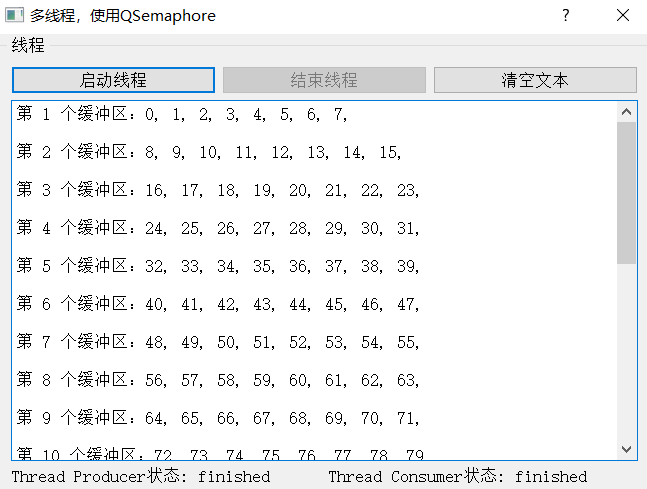 多线程，使用QSemaphore
线程
启动线程 结束线程 清空文本
第 1 个缓冲区：0, 1, 2, 3, 4, 5, 6, 7,
第 2 个缓冲区：8, 9, 10, 11, 12, 13, 14, 15,
第 3 个缓冲区：16, 17, 18, 19, 20, 21, 22, 23,
第 4 个缓冲区：24, 25, 26, 27, 28, 29, 30, 31,
第 5 个缓冲区：32, 33, 34, 35, 36, 37, 38, 39,
第 6 个缓冲区：40, 41, 42, 43, 44, 45, 46, 47,
第 7 个缓冲区：48, 49, 50, 51, 52, 53, 54, 55,
第 8 个缓冲区：56, 57, 58, 59, 60, 61, 62, 63,
第 9 个缓冲区：64, 65, 66, 67, 68, 69, 70, 71,
第 10 个缓冲区：72, 73, 74, 75, 76, 77, 78, 79
Thread Producer状态: finished Thread Consumer状态: finished